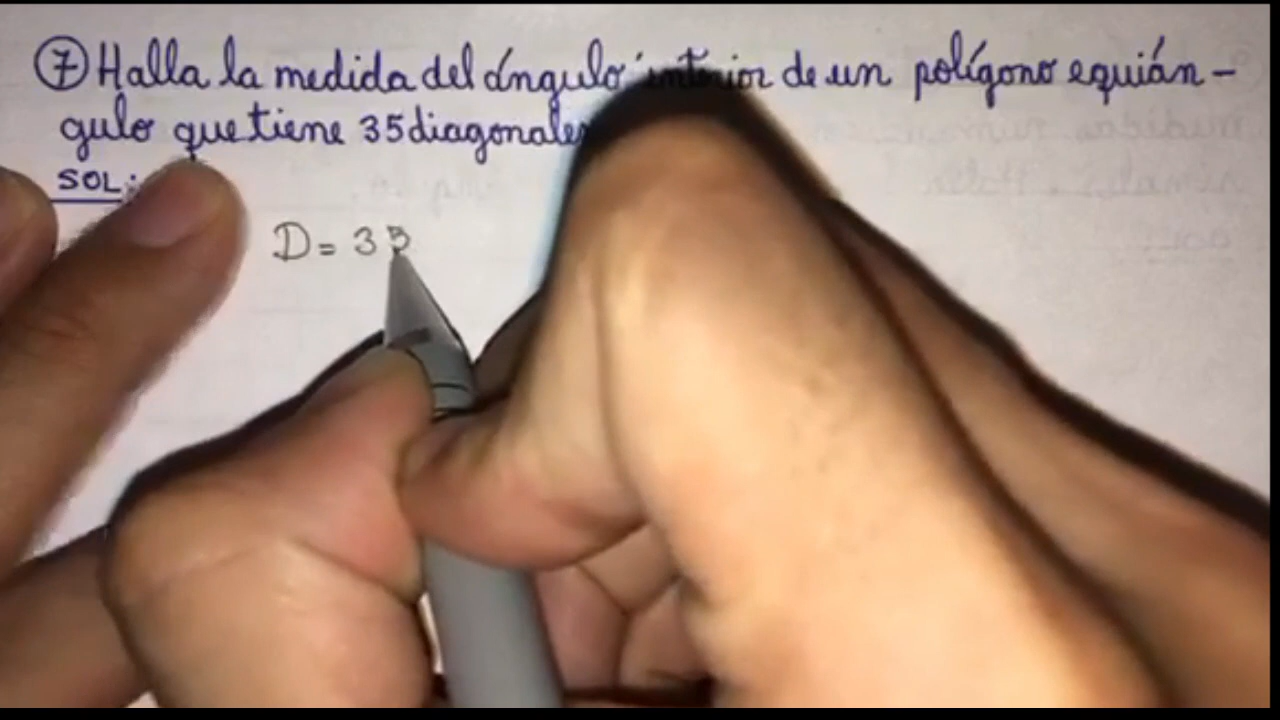 ⑦ Halla la medida del ángulo interior de un polígono equián-
gulo que tiene 35 diagonales
SOL:
D = 35